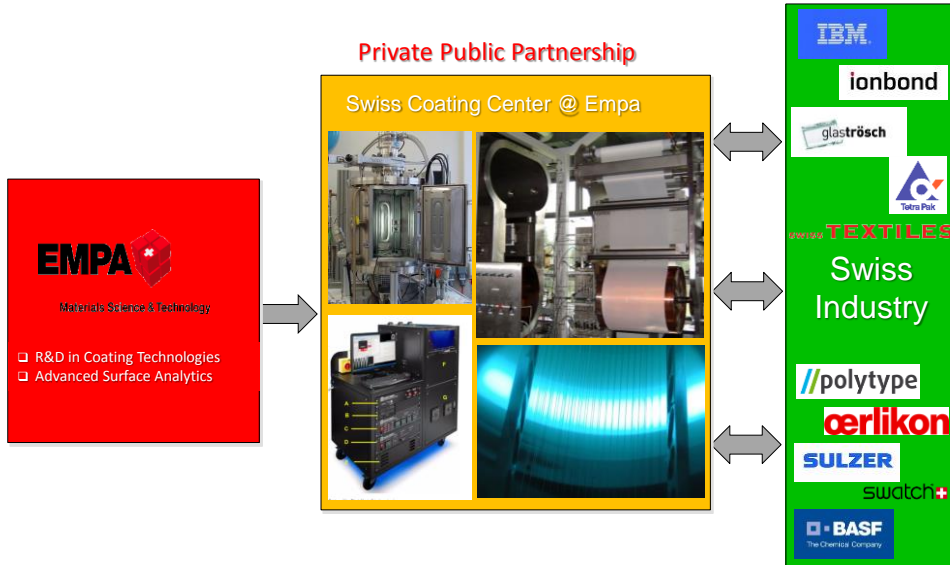 Private Public Partnership
Swiss Coating Center @ Empa
EMPA
Materials Science & Technology
R&D in Coating Technologies
Advanced Surface Analytics
A
B
C
D
F
G
IBM
ionbond
glaströsch
Tetra Pak
TEXTILES
Swiss
Industry
//polytype
œrlikon
SULZER
swatch
BASF
The Chemical Company